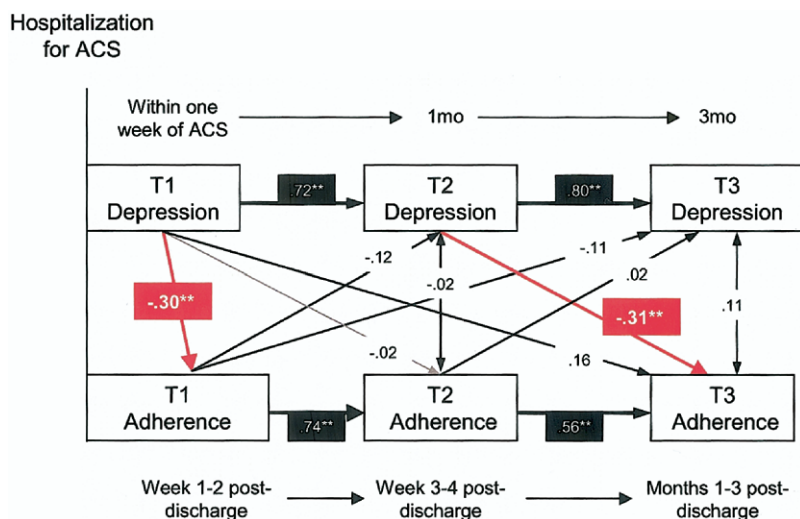 Hospitalization
for ACS
Within one
week of ACS
1mo
3mo
T1
Depression
.72**
T2
Depression
.80**
T3
Depression
-.12
-.11
-.02
.02
-.30**
-.31**
.11
-.02
.16
T1
Adherence
.74**
T2
Adherence
.56**
T3
Adherence
Week 1-2 post-
discharge
Week 3-4 post-
discharge
Months 1-3 post-
discharge